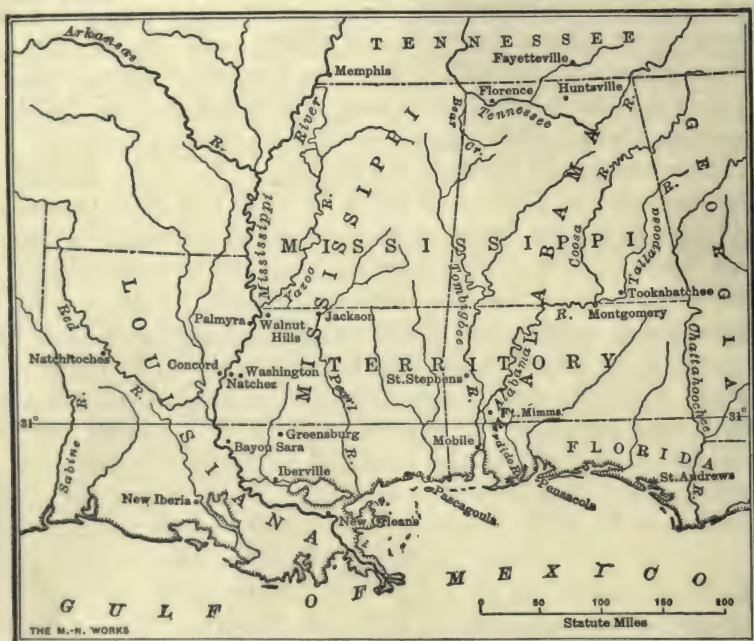 TENNESSEE
Arkansas R.
Fayetteville
Memphis
Florence
Huntsville
Tennessee R.
Bear Cr.
Mississippi River
MISSISSIPPI
ALABAMA
GEORGIA
MISSISSIPPI
TERRITORY
Yazoo R.
Tombigbee R.
Coosa R.
Tallapoosa R.
Tookabatchee
Montgomery
Chattahoochee R.
LOUISIANA
Red R.
Palmyra
Walnut Hills
Jackson
Natchitoches
Concord
Washington
Natchez
St. Stephens
Pearl R.
Alabama R.
31°
31°
Ft. Mimms
Greensburg
Mobile
Perdido R.
FLORIDA
Bayou Sara
Sabine R.
Iberville
St. Andrews
New Iberia
New Orleans
Pascagoula
Pensacola
GULF OF MEXICO
0 50 100 150 200
Statute Miles
THE M.-N. WORKS